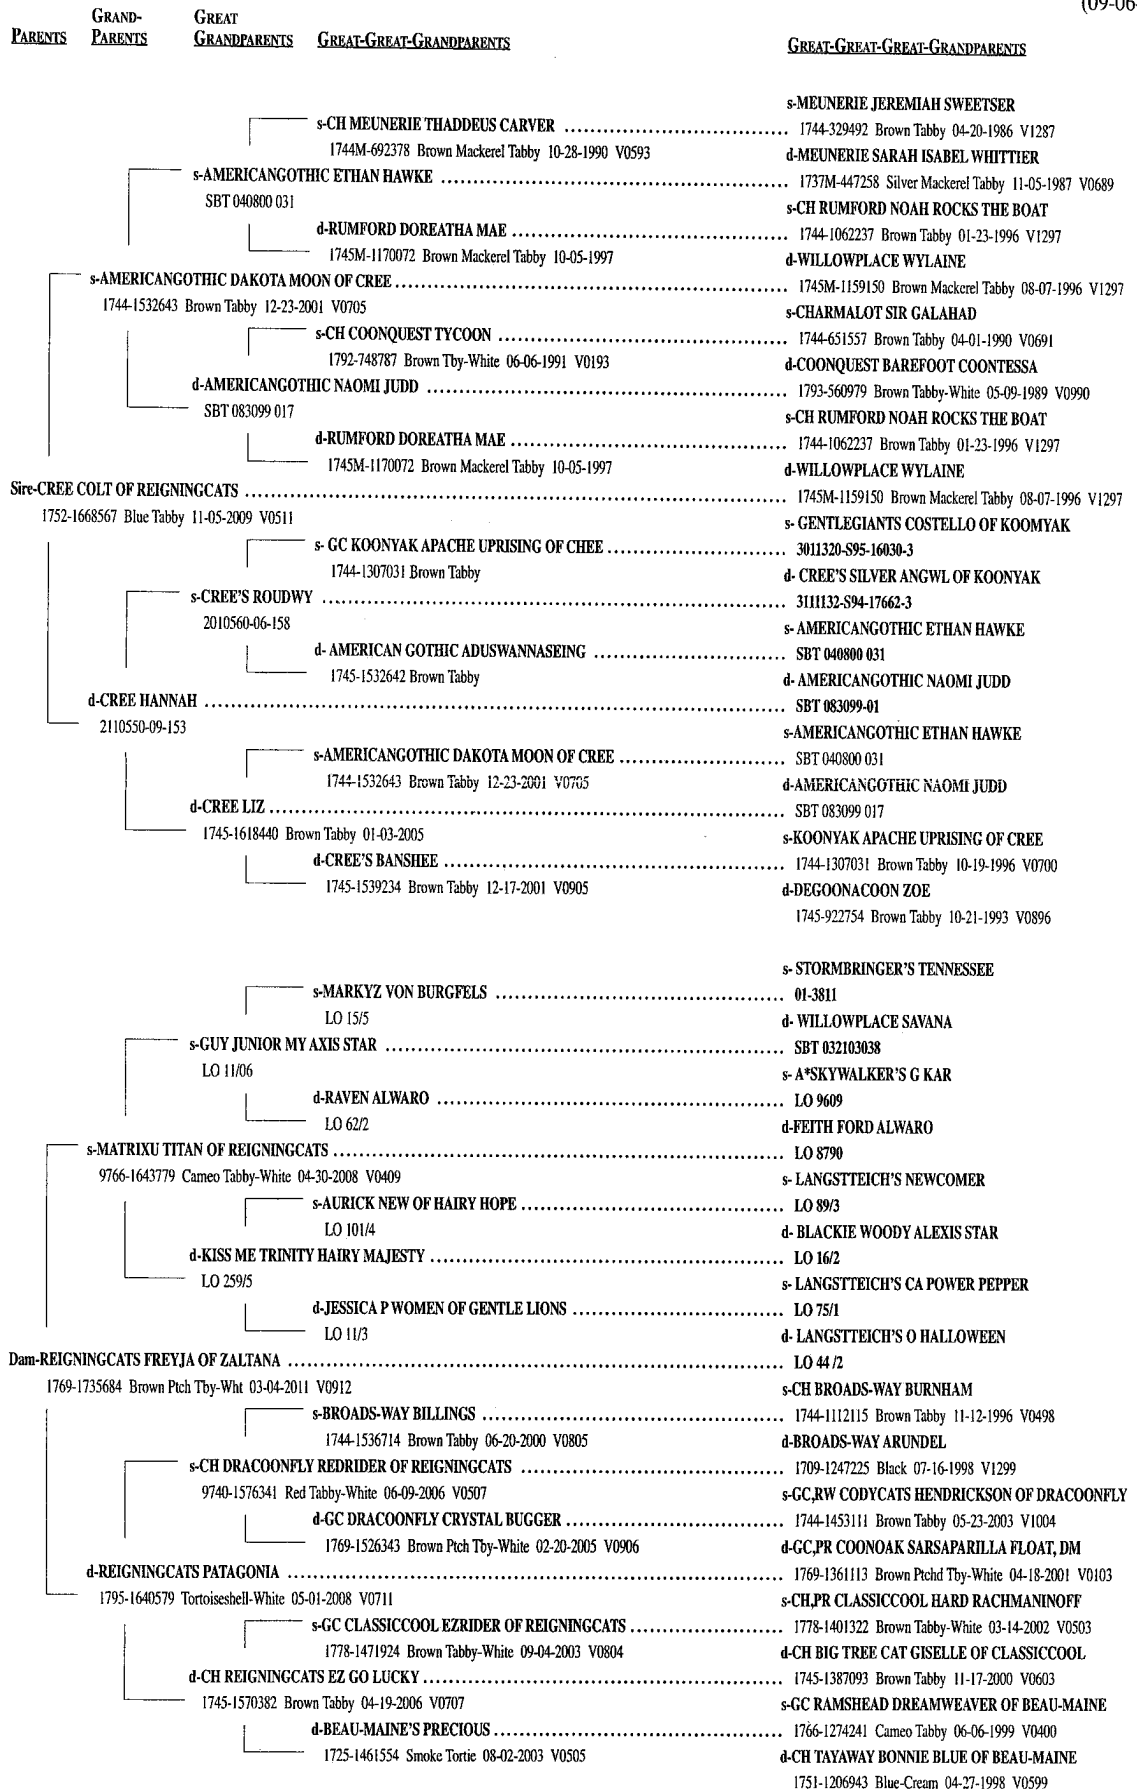 (09-06-
GRAND- GREAT
PARENTS PARENTS GRANDPARENTS GREAT-GREAT-GRANDPARENTS GREAT-GREAT-GREAT-GRANDPARENTS
s-MEUNERIE JEREMIAH SWEETSER
s-CH MEUNERIE THADDEUS CARVER
1744-329492 Brown Tabby 04-20-1986 V1287
1744M-692378 Brown Mackerel Tabby 10-28-1990 V0593
d-MEUNERIE SARAH ISABEL WHITTIER
s-AMERICANGOTHIC ETHAN HAWKE
1737M-447258 Silver Mackerel Tabby 11-05-1987 V0689
SBT 040800 031
s-CH RUMFORD NOAH ROCKS THE BOAT
d-RUMFORD DOREATHA MAE
1744-1062237 Brown Tabby 01-23-1996 V1297
1745M-1170072 Brown Mackerel Tabby 10-05-1997
d-WILLOWPLACE WYLAINE
s-AMERICANGOTHIC DAKOTA MOON OF CREE
1745M-1159150 Brown Mackerel Tabby 08-07-1996 V1297
1744-1532643 Brown Tabby 12-23-2001 V0705
s-CHARMALOT SIR GALAHAD
s-CH COONQUEST TYCOON
1744-651557 Brown Tabby 04-01-1990 V0691
1792-748787 Brown Tby-White 06-06-1991 V0193
d-COONQUEST BAREFOOT COONTESSA
d-AMERICANGOTHIC NAOMI JUDD
1793-560979 Brown Tabby-White 05-09-1989 V0990
SBT 083099 017
s-CH RUMFORD NOAH ROCKS THE BOAT
d-RUMFORD DOREATHA MAE
1744-1062237 Brown Tabby 01-23-1996 V1297
1745M-1170072 Brown Mackerel Tabby 10-05-1997
d-WILLOWPLACE WYLAINE
Sire-CREE COLT OF REIGNINGCATS
1745M-1159150 Brown Mackerel Tabby 08-07-1996 V1297
1752-1668567 Blue Tabby 11-05-2009 V0511
s- GENTLEGIANTS COSTELLO OF KOOMYAK
s- GC KOONYAK APACHE UPRISING OF CHEE
3011320-S95-16030-3
1744-1307031 Brown Tabby
d- CREE'S SILVER ANGWL OF KOONYAK
s-CREE'S ROUDWY
3111132-S94-17662-3
2010560-06-158
s- AMERICANGOTHIC ETHAN HAWKE
d- AMERICAN GOTHIC ADUSWANNASEING
SBT 040800 031
1745-1532642 Brown Tabby
d- AMERICANGOTHIC NAOMI JUDD
d-CREE HANNAH
SBT 083099-01
2110550-09-153
s-AMERICANGOTHIC ETHAN HAWKE
s-AMERICANGOTHIC DAKOTA MOON OF CREE
SBT 040800 031
1744-1532643 Brown Tabby 12-23-2001 V0705
d-AMERICANGOTHIC NAOMI JUDD
d-CREE LIZ
SBT 083099 017
1745-1618440 Brown Tabby 01-03-2005
s-KOONYAK APACHE UPRISING OF CREE
d-CREE'S BANSHEE
1744-1307031 Brown Tabby 10-19-1996 V0700
1745-1539234 Brown Tabby 12-17-2001 V0905
d-DEGOONACOON ZOE
1745-922754 Brown Tabby 10-21-1993 V0896
s- STORMBRINGER'S TENNESSEE
s-MARKYZ VON BURGFELS
01-3811
LO 15/5
d- WILLOWPLACE SAVANA
s-GUY JUNIOR MY AXIS STAR
SBT 032103038
LO 11/06
s- A*SKYWALKER'S G KAR
d-RAVEN ALWARO
LO 9609
LO 62/2
d-FEITH FORD ALWARO
s-MATRIXU TITAN OF REIGNINGCATS
LO 8790
9766-1643779 Cameo Tabby-White 04-30-2008 V0409
s- LANGSTTEICH'S NEWCOMER
s-AURICK NEW OF HAIRY HOPE
LO 89/3
LO 101/4
d- BLACKIE WOODY ALEXIS STAR
d-KISS ME TRINITY HAIRY MAJESTY
LO 16/2
LO 259/5
s- LANGSTTEICH'S CA POWER PEPPER
d-JESSICA P WOMEN OF GENTLE LIONS
LO 75/1
LO 11/3
d- LANGSTTEICH'S O HALLOWEEN
Dam-REIGNINGCATS FREYJA OF ZALTANA
LO 44 /2
1769-1735684 Brown Ptch Tby-Wht 03-04-2011 V0912
s-CH BROADS-WAY BURNHAM
s-BROADS-WAY BILLINGS
1744-1112115 Brown Tabby 11-12-1996 V0498
1744-1536714 Brown Tabby 06-20-2000 V0805
d-BROADS-WAY ARUNDEL
s-CH DRACOONFLY REDRIDER OF REIGNINGCATS
1709-1247225 Black 07-16-1998 V1299
9740-1576341 Red Tabby-White 06-09-2006 V0507
s-GC,RW CODYCATS HENDRICKSON OF DRACOONFLY
d-GC DRACOONFLY CRYSTAL BUGGER
1744-1453111 Brown Tabby 05-23-2003 V1004
1769-1526343 Brown Ptch Tby-White 02-20-2005 V0906
d-GC,PR COONOAK SARSAPARILLA FLOAT, DM
d-REIGNINGCATS PATAGONIA
1769-1361113 Brown Ptchd Tby-White 04-18-2001 V0103
1795-1640579 Tortoiseshell-White 05-01-2008 V0711
s-CH,PR CLASSICCOOL HARD RACHMANINOFF
s-GC CLASSICCOOL EZRIDER OF REIGNINGCATS
1778-1401322 Brown Tabby-White 03-14-2002 V0503
1778-1471924 Brown Tabby-White 09-04-2003 V0804
d-CH BIG TREE CAT GISELLE OF CLASSICCOOL
d-CH REIGNINGCATS EZ GO LUCKY
1745-1387093 Brown Tabby 11-17-2000 V0603
1745-1570382 Brown Tabby 04-19-2006 V0707
s-GC RAMSHEAD DREAMWEAVER OF BEAU-MAINE
d-BEAU-MAINE'S PRECIOUS
1766-1274241 Cameo Tabby 06-06-1999 V0400
1725-1461554 Smoke Tortie 08-02-2003 V0505
d-CH TAYAWAY BONNIE BLUE OF BEAU-MAINE
1751-1206943 Blue-Cream 04-27-1998 V0599